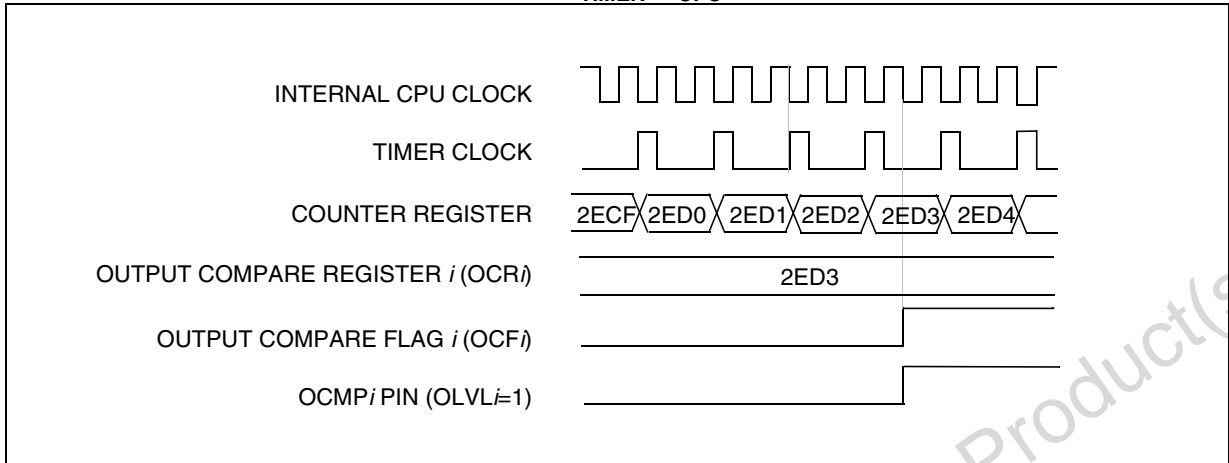 INTERNAL CPU CLOCK
TIMER CLOCK
COUNTER REGISTER 2ECF 2ED0 2ED1 2ED2 2ED3 2ED4
OUTPUT COMPARE REGISTER i (OCRi) 2ED3
OUTPUT COMPARE FLAG i (OCFi)
OCMPi PIN (OLVLi=1)